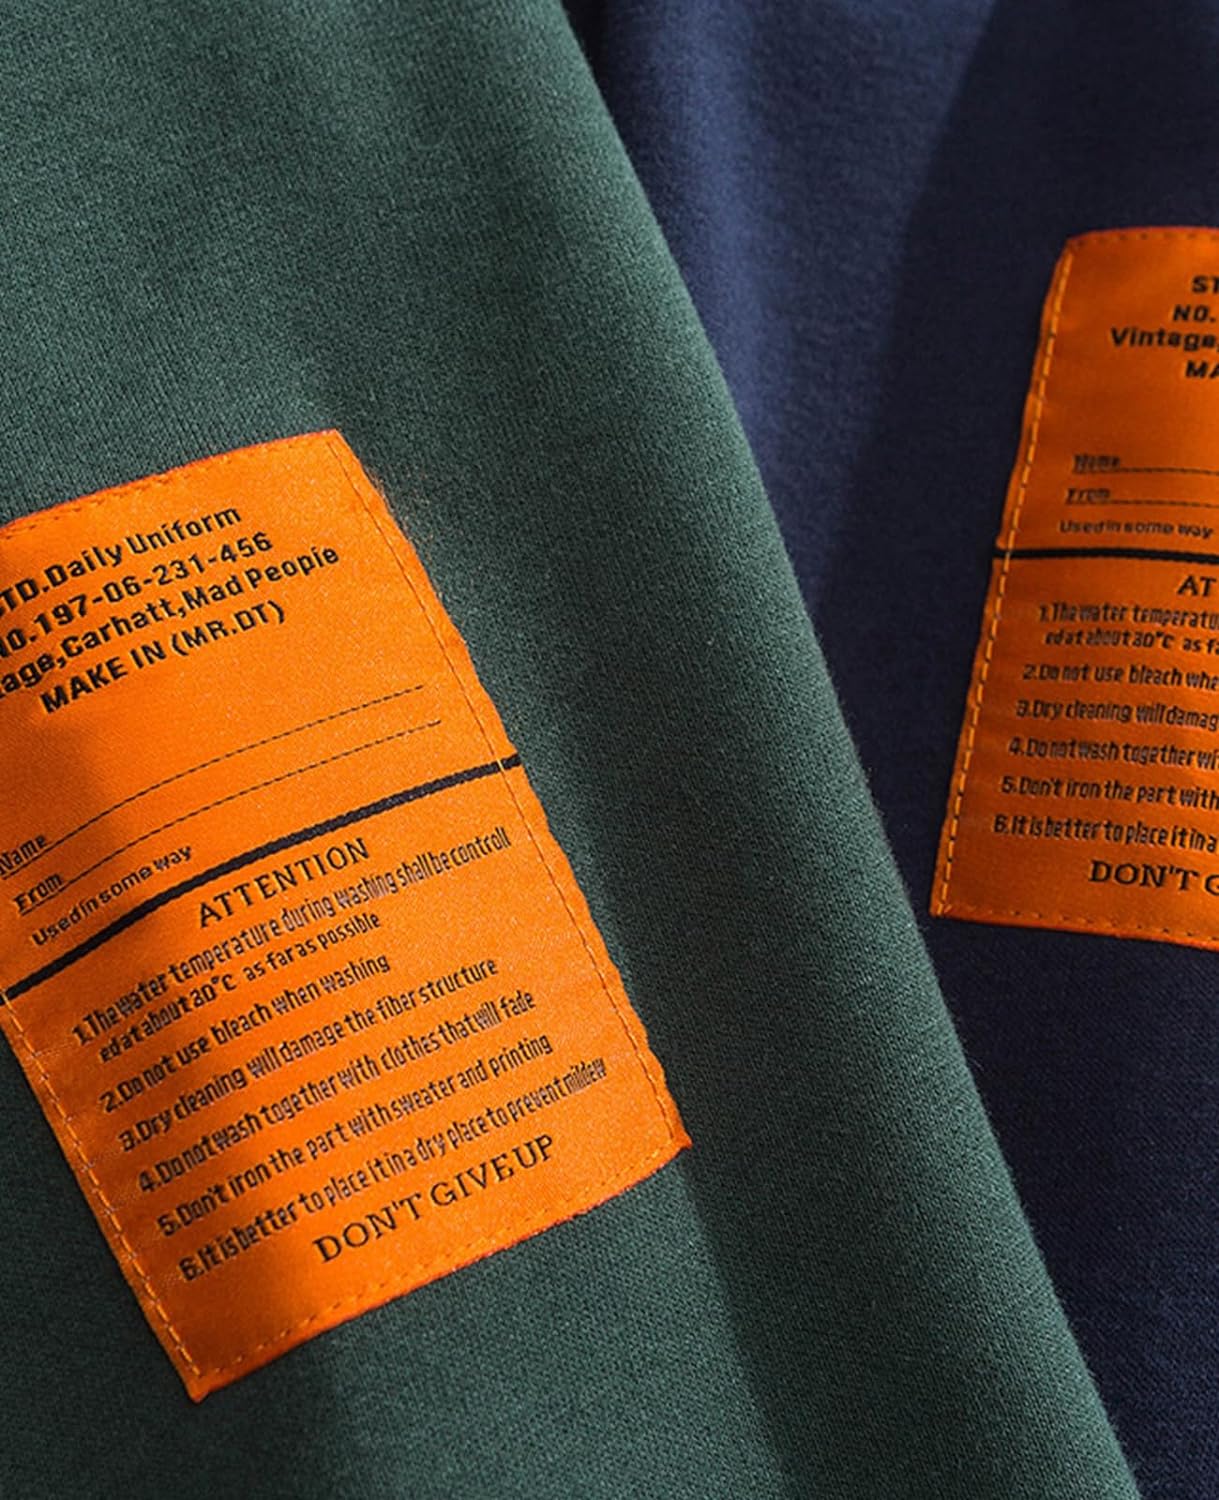 STD.Daily Uniform
NO.197-06-231-456
tage,Carhatt,Mad Peopie
MAKE IN (MR.DT)
Name
From
Used in some way
ATTENTION
1.The water temperature during washing shall be controll
ed at about 30°C as far as possible
2.Do not use bleach when washing
3.Dry cleaning will damage the fiber structure
4.Do not wash together with clothes that will fade
5.Don't iron the part with sweater and printing
6.It is better to place it in a dry place to prevent mildew
DON'T GIVE UP
ST
NO.
Vintage,
MA
Name
From
Used in some way
AT
1.The water temperatu
ed at about 30°C as fa
2.Do not use bleach whe
3.Dry cleaning will damag
4.Do not wash together wi
5.Don't iron the part with
6.It is better to place it in a
DON'T G